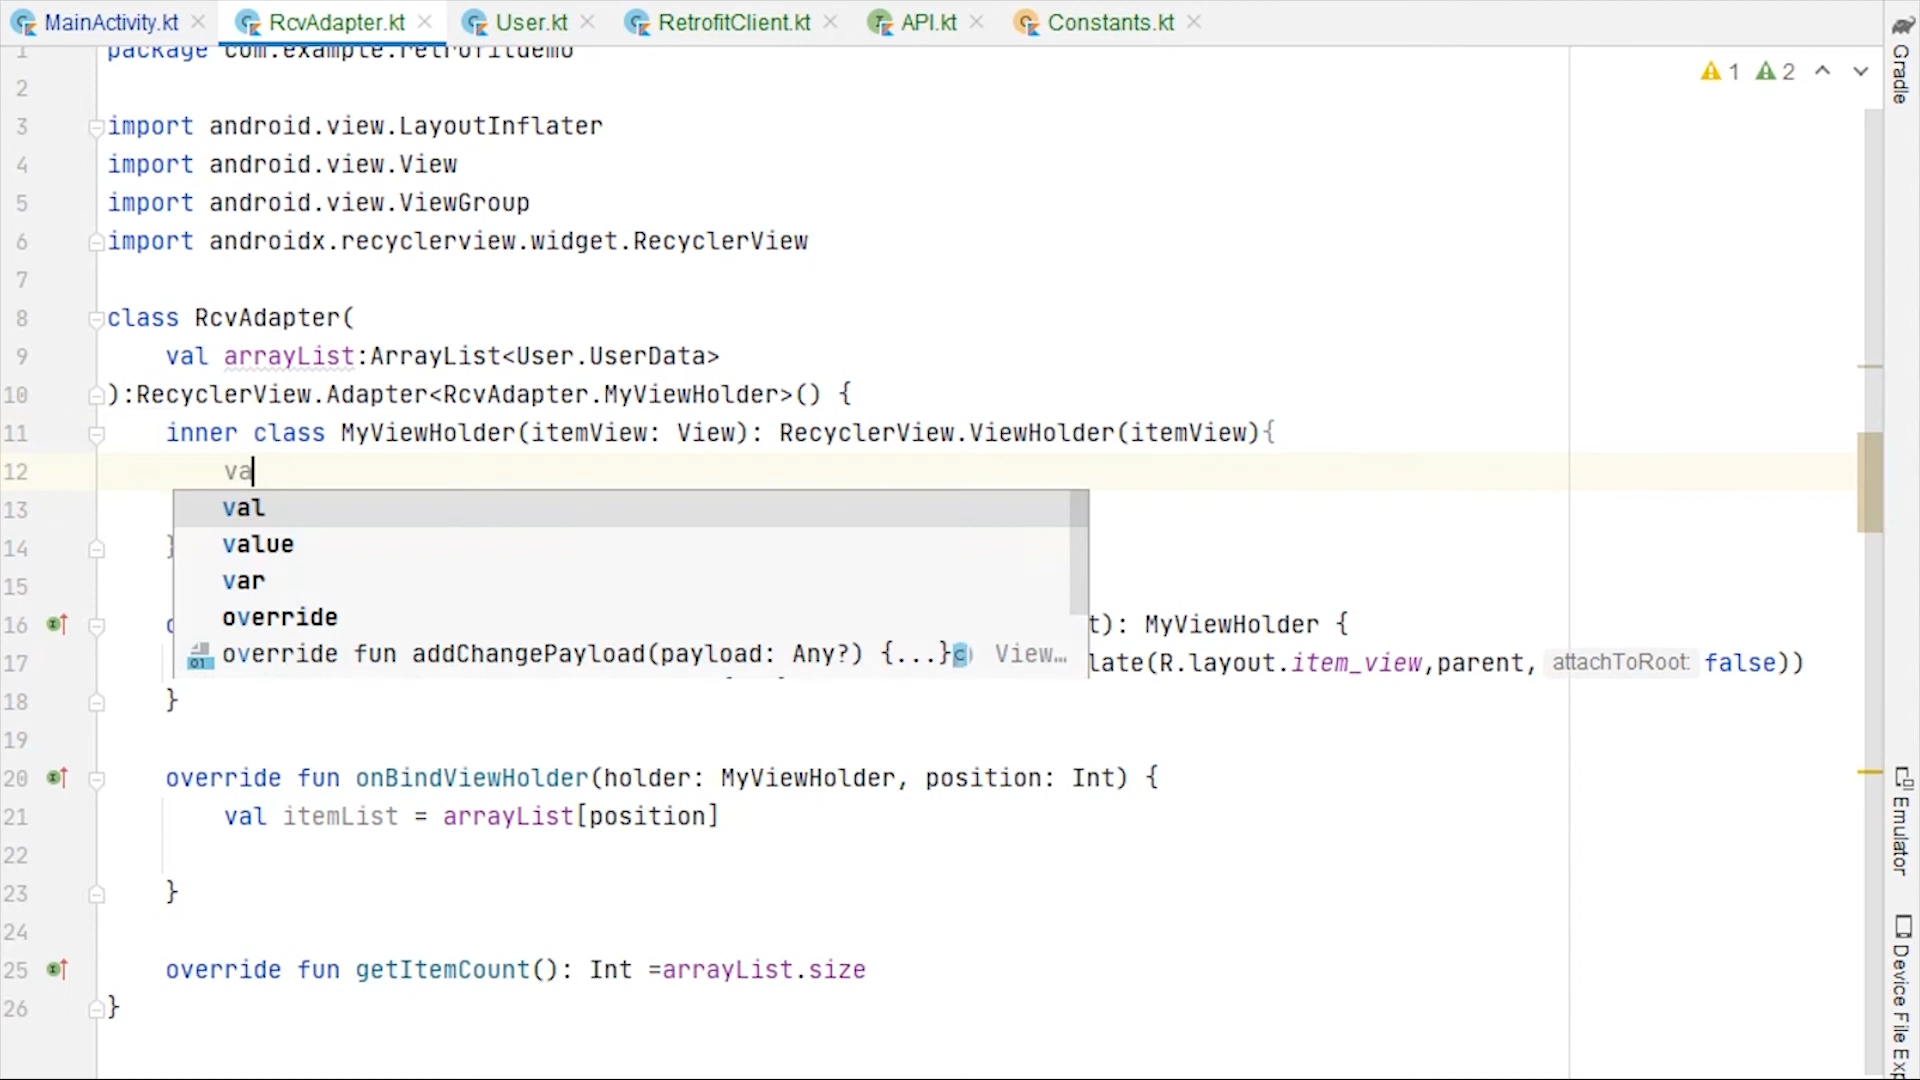 MainActivity.kt RcvAdapter.kt User.kt RetrofitClient.kt API.kt Constants.kt
1 package com.example.retrofitdemo
1 2
Gradle
2
3 import android.view.LayoutInflater
4 import android.view.View
5 import android.view.ViewGroup
6 import androidx.recyclerview.widget.RecyclerView
7
8 class RcvAdapter(
9 val arrayList:ArrayList<User.UserData>
10 ):RecyclerView.Adapter<RcvAdapter.MyViewHolder>() {
11 inner class MyViewHolder(itemView: View): RecyclerView.ViewHolder(itemView){
12 va
13 val
value
14 }
15 var
override
16 t): MyViewHolder {
override fun addChangePayload(payload: Any?) {...} View…
17 late(R.layout.item_view,parent, attachToRoot: false))
18 }
19
20 override fun onBindViewHolder(holder: MyViewHolder, position: Int) {
21 val itemList = arrayList[position]
22
23 }
24
25 override fun getItemCount(): Int =arrayList.size
26 }
Emulator
Device File Exp